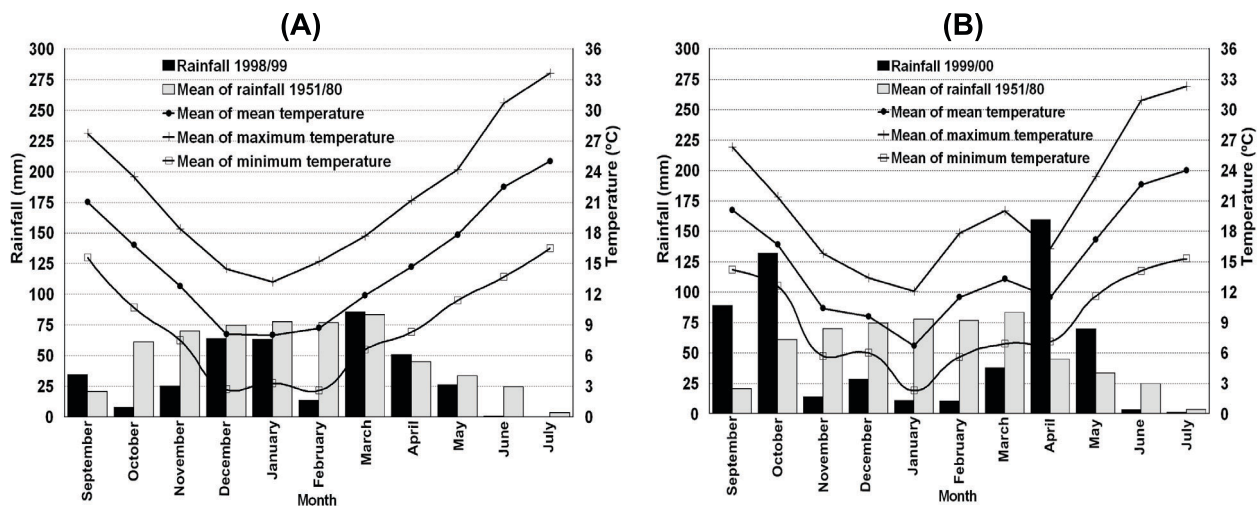 (A)
300
275
250
225
200
175
150
125
100
75
50
25
0
Rainfall (mm)
36
33
30
27
24
21
18
15
12
9
6
3
0
Temperature (ºC)
Rainfall 1998/99
Mean of rainfall 1951/80
Mean of mean temperature
Mean of maximum temperature
Mean of minimum temperature
September
October
November
December
January
February
March
April
May
June
July
Month
(B)
300
275
250
225
200
175
150
125
100
75
50
25
0
Rainfall (mm)
36
33
30
27
24
21
18
15
12
9
6
3
0
Temperature (ºC)
Rainfall 1999/00
Mean of rainfall 1951/80
Mean of mean temperature
Mean of maximum temperature
Mean of minimum temperature
September
October
November
December
January
February
March
April
May
June
July
Month